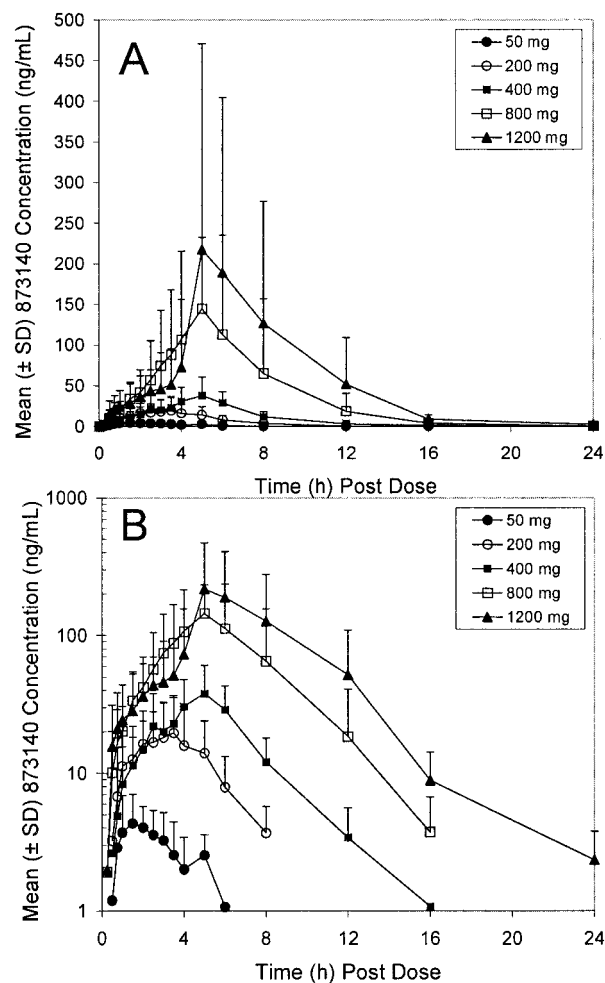 A
Mean (± SD) 873140 Concentration (ng/mL)
500
450
400
350
300
250
200
150
100
50
0
50 mg
200 mg
400 mg
800 mg
1200 mg
0 4 8 12 16 20 24
Time (h) Post Dose
B
Mean (± SD) 873140 Concentration (ng/mL)
1000
100
10
1
50 mg
200 mg
400 mg
800 mg
1200 mg
0 4 8 12 16 20 24
Time (h) Post Dose